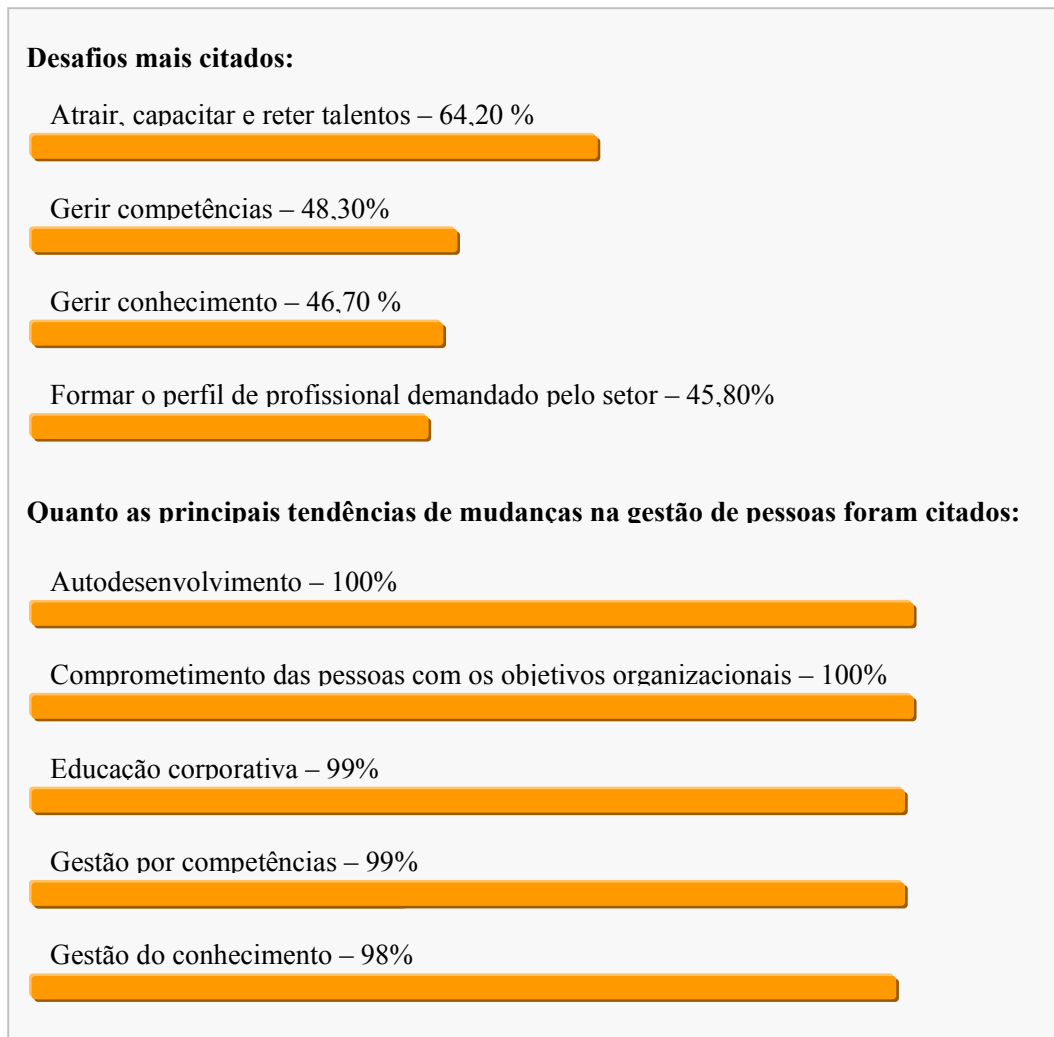 Desafios mais citados:
Atrair, capacitar e reter talentos – 64,20 %
Gerir competências – 48,30%
Gerir conhecimento – 46,70 %
Formar o perfil de profissional demandado pelo setor – 45,80%
Quanto as principais tendências de mudanças na gestão de pessoas foram citados:
Autodesenvolvimento – 100%
Comprometimento das pessoas com os objetivos organizacionais – 100%
Educação corporativa – 99%
Gestão por competências – 99%
Gestão do conhecimento – 98%